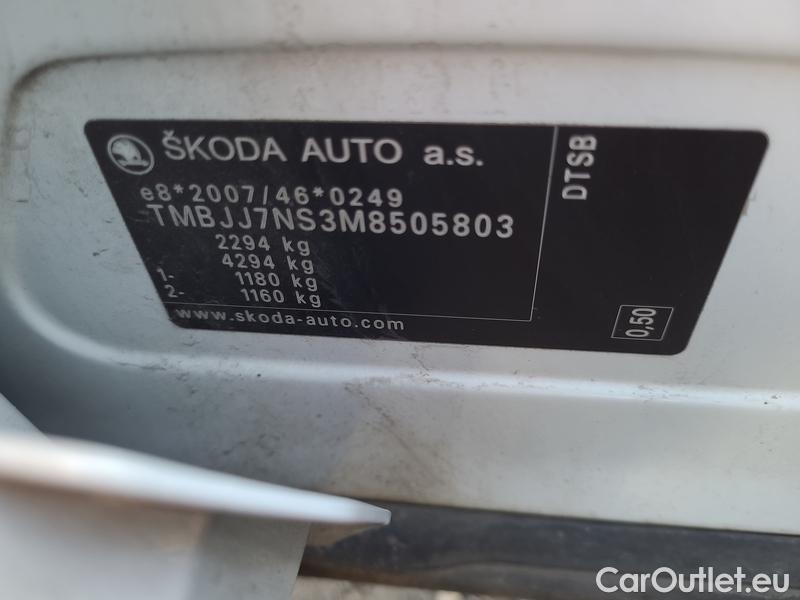 ŠKODA AUTO a.s.
e8*2007/46*0249
TMBJJ7NS3M8505803
2294 kg
4294 kg
1- 1180 kg
2- 1160 kg
www.skoda-auto.com
DTSB
0,50
CarOutlet.eu